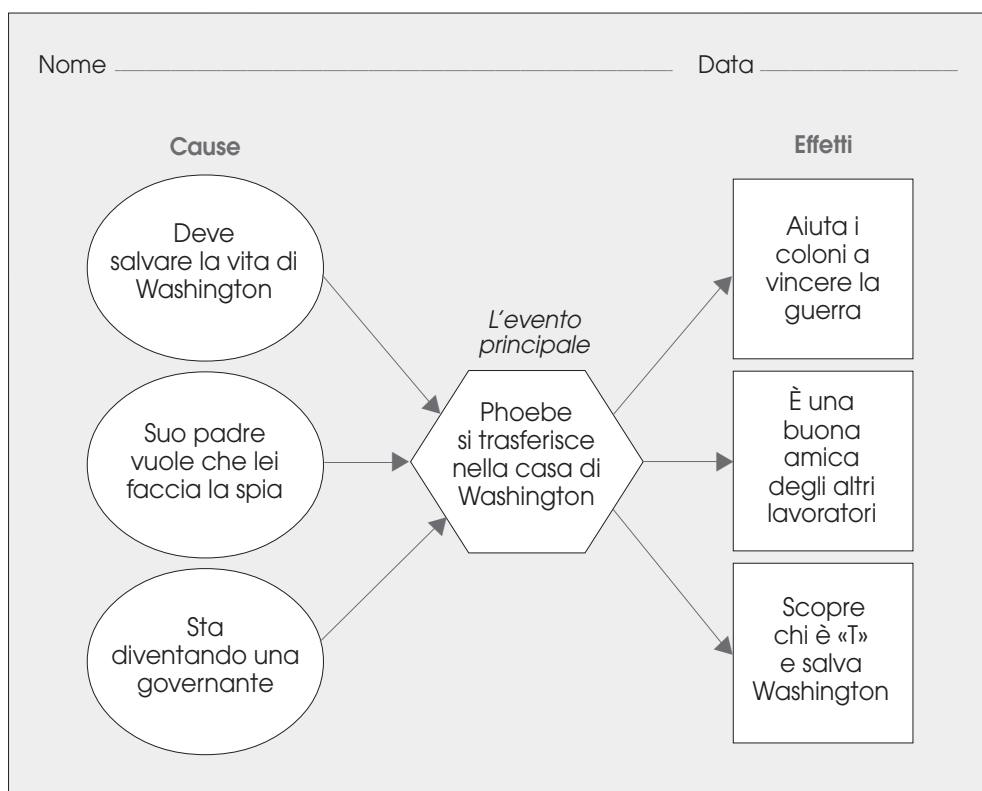 Nome
Data
Cause
Effetti
Deve
salvare la vita di
Washington
Suo padre
vuole che lei
faccia la spia
Sta
diventando una
governante
L'evento
principale
Phoebe
si trasferisce
nella casa di
Washington
Aiuta i
coloni a
vincere la
guerra
È una
buona
amica
degli altri
lavoratori
Scopre
chi è «T»
e salva
Washington